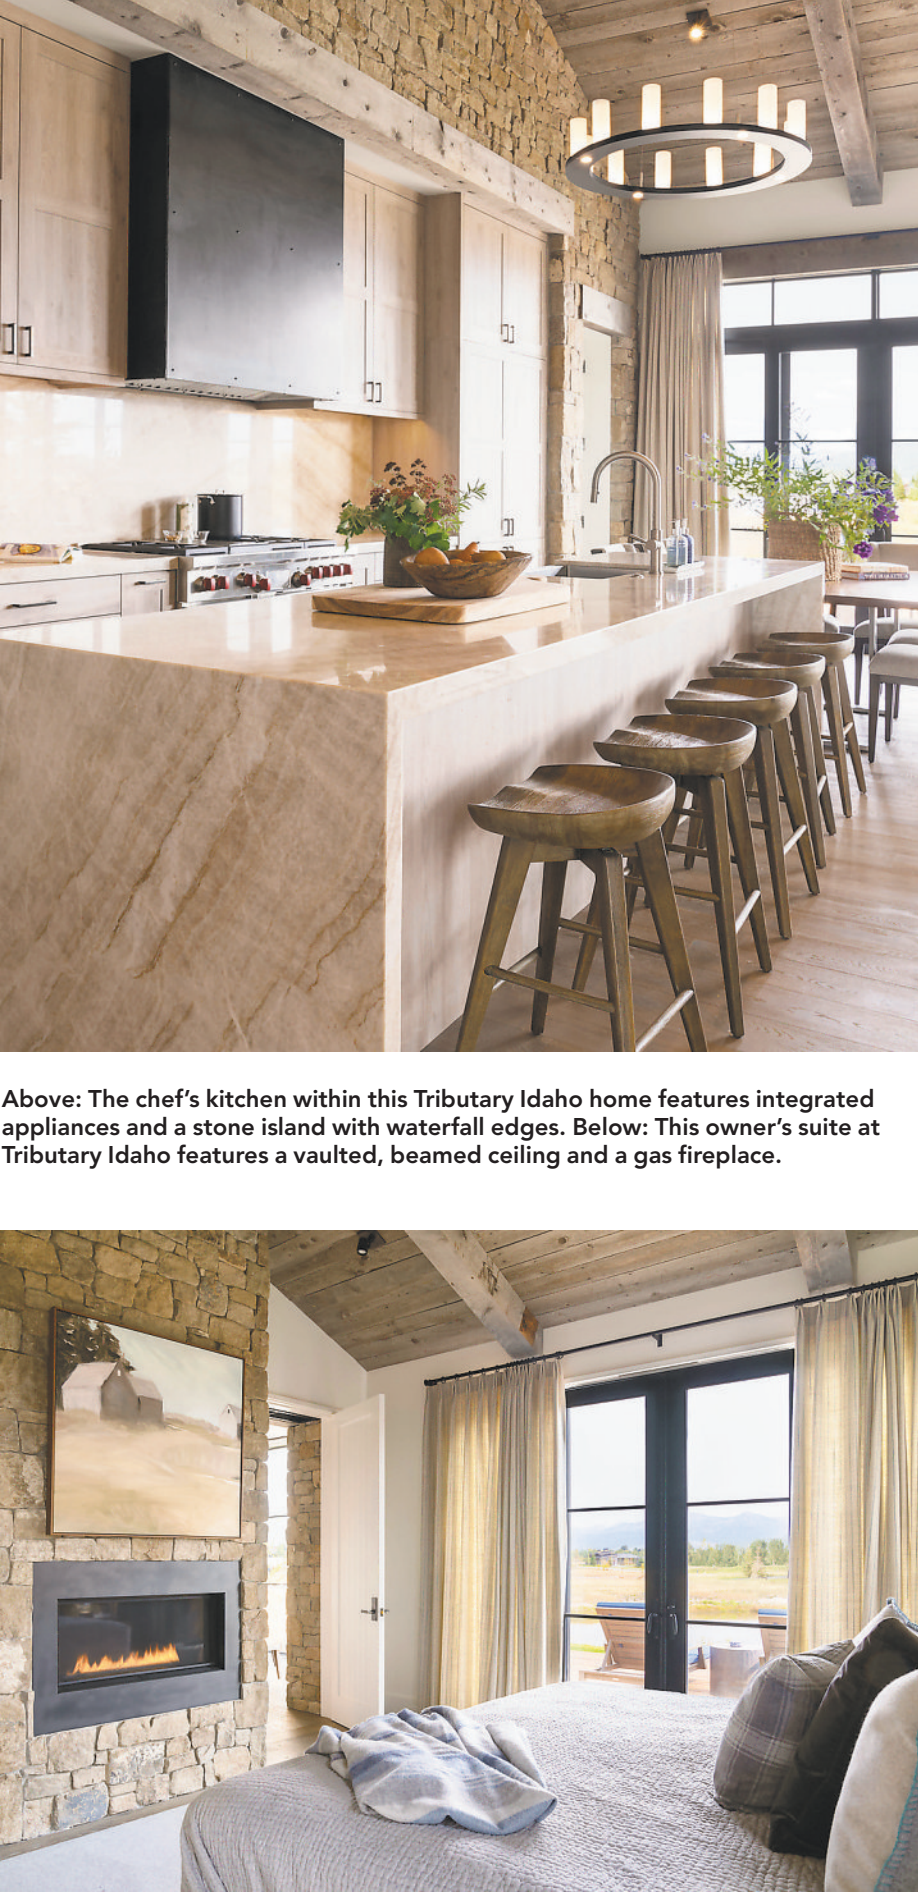 Above: The chef’s kitchen within this Tributary Idaho home features integrated
appliances and a stone island with waterfall edges. Below: This owner’s suite at
Tributary Idaho features a vaulted, beamed ceiling and a gas fireplace.